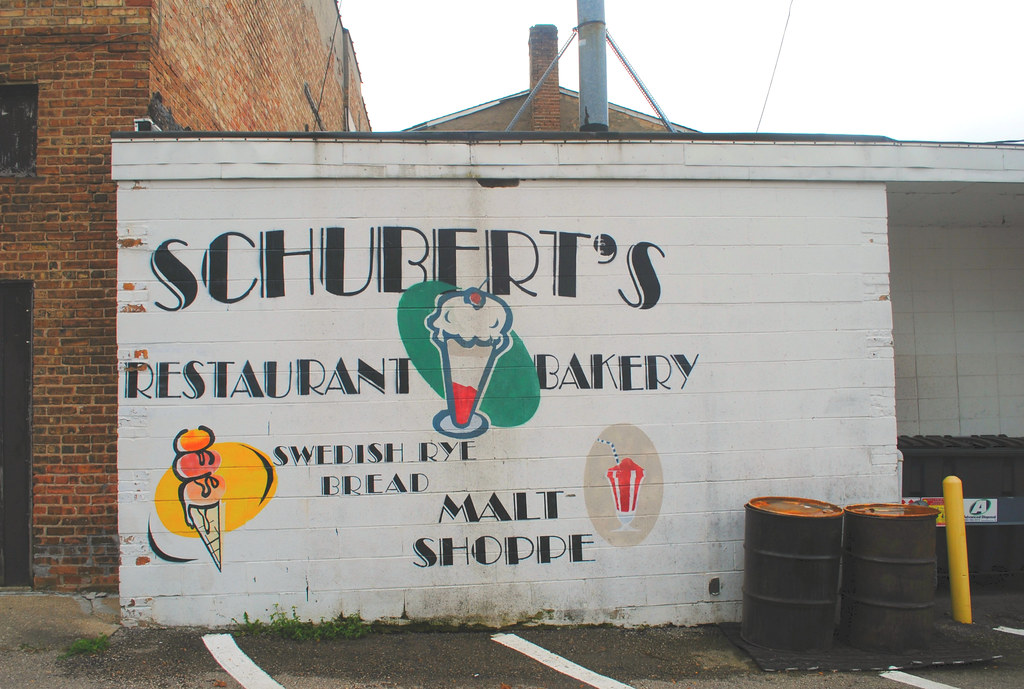 SCHUBERT'S
RESTAURANT BAKERY
SWEDISH RYE
BREAD
MALT-
SHOPPE